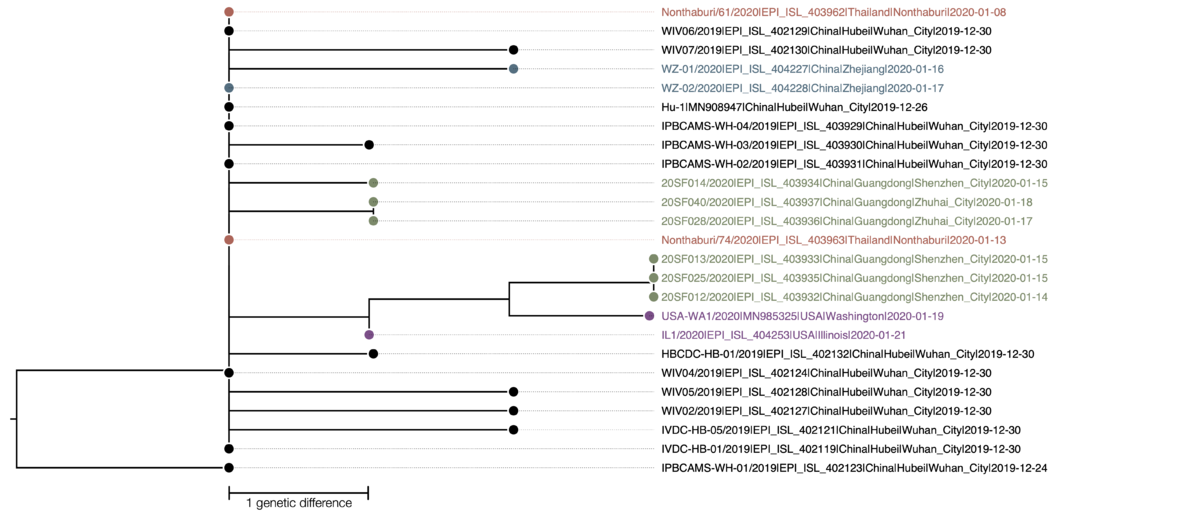 Nonthaburi/61/2020|EPI_ISL_403962|Thailand|Nonthaburi|2020-01-08
WIV06/2019|EPI_ISL_402129|China|Hubei|Wuhan_City|2019-12-30
WIV07/2019|EPI_ISL_402130|China|Hubei|Wuhan_City|2019-12-30
WZ-01/2020|EPI_ISL_404227|China|Zhejiang|2020-01-16
WZ-02/2020|EPI_ISL_404228|China|Zhejiang|2020-01-17
Hu-1|MN908947|China|Hubei|Wuhan_City|2019-12-26
IPBCAMS-WH-04/2019|EPI_ISL_403929|China|Hubei|Wuhan_City|2019-12-30
IPBCAMS-WH-03/2019|EPI_ISL_403930|China|Hubei|Wuhan_City|2019-12-30
IPBCAMS-WH-02/2019|EPI_ISL_403931|China|Hubei|Wuhan_City|2019-12-30
20SF014/2020|EPI_ISL_403934|China|Guangdong|Shenzhen_City|2020-01-15
20SF040/2020|EPI_ISL_403937|China|Guangdong|Zhuhai_City|2020-01-18
20SF028/2020|EPI_ISL_403936|China|Guangdong|Zhuhai_City|2020-01-17
Nonthaburi/74/2020|EPI_ISL_403963|Thailand|Nonthaburi|2020-01-13
20SF013/2020|EPI_ISL_403933|China|Guangdong|Shenzhen_City|2020-01-15
20SF025/2020|EPI_ISL_403935|China|Guangdong|Shenzhen_City|2020-01-15
20SF012/2020|EPI_ISL_403932|China|Guangdong|Shenzhen_City|2020-01-14
USA-WA1/2020|MN985325|USA|Washington|2020-01-19
IL1/2020|EPI_ISL_404253|USA|Illinois|2020-01-21
HBCDC-HB-01/2019|EPI_ISL_402132|China|Hubei|Wuhan_City|2019-12-30
WIV04/2019|EPI_ISL_402124|China|Hubei|Wuhan_City|2019-12-30
WIV05/2019|EPI_ISL_402128|China|Hubei|Wuhan_City|2019-12-30
WIV02/2019|EPI_ISL_402127|China|Hubei|Wuhan_City|2019-12-30
IVDC-HB-05/2019|EPI_ISL_402121|China|Hubei|Wuhan_City|2019-12-30
IVDC-HB-01/2019|EPI_ISL_402119|China|Hubei|Wuhan_City|2019-12-30
IPBCAMS-WH-01/2019|EPI_ISL_402123|China|Hubei|Wuhan_City|2019-12-24
1 genetic difference